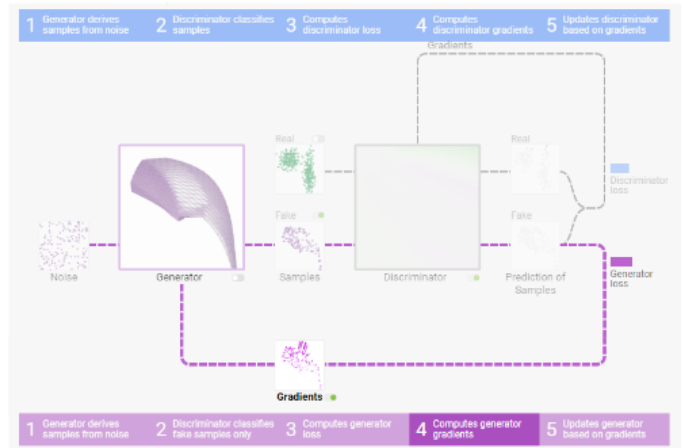 1 Generator derives
samples from noise
2 Discriminator classifies
samples
3 Computes
discriminator loss
4 Computes
discriminator gradients
5 Updates discriminator
based on gradients
Gradients
Real
Real
Discriminator
loss
Fake
Fake
Noise
Generator
Samples
Discriminator
Prediction of
Samples
Generator
loss
Gradients
1 Generator derives
samples from noise
2 Discriminator classifies
fake samples only
3 Computes generator
loss
4 Computes generator
gradients
5 Updates generator
based on gradients